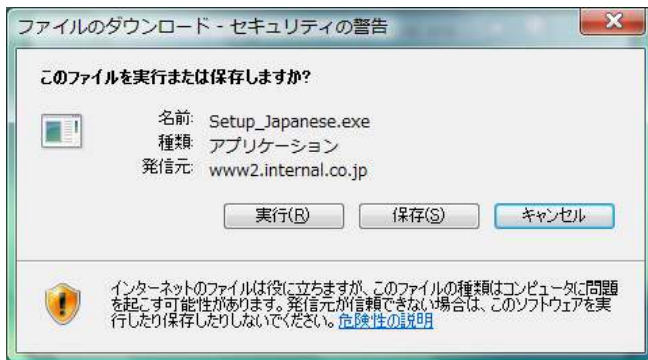 ファイルのダウンロード - セキュリティの警告
このファイルを実行または保存しますか?
名前: Setup_Japanese.exe
種類: アプリケーション
発信元: www2.internal.co.jp
実行(R) 保存(S) キャンセル
インターネットのファイルは役に立ちますが、このファイルの種類はコンピュータに問題
を起こす可能性があります。発信元が信頼できない場合は、このソフトウェアを実
行したり保存したりしないでください。危険性の説明